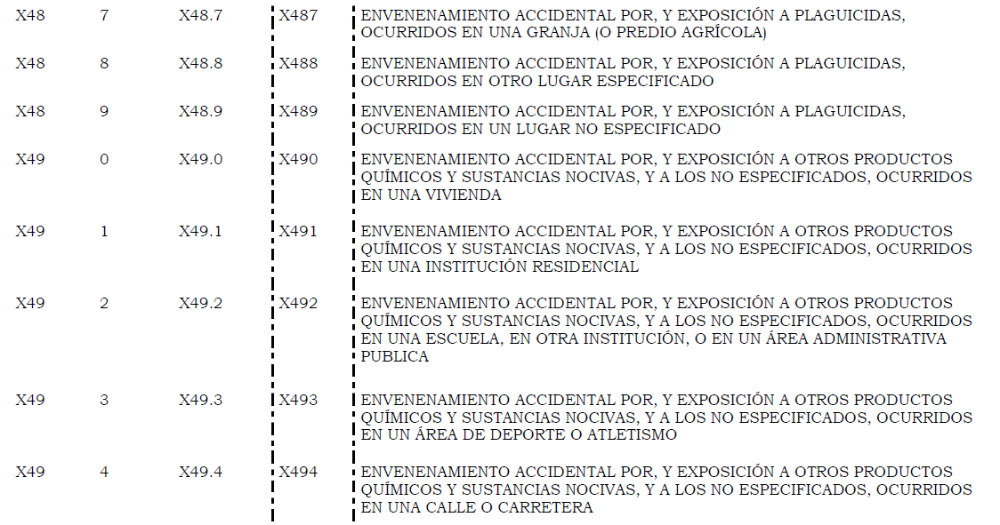 X48 7 X48.7 X487 ENVENENAMIENTO ACCIDENTAL POR, Y EXPOSICIÓN A PLAGUICIDAS,
OCURRIDOS EN UNA GRANJA (O PREDIO AGRÍCOLA)
X48 8 X48.8 X488 ENVENENAMIENTO ACCIDENTAL POR, Y EXPOSICIÓN A PLAGUICIDAS,
OCURRIDOS EN OTRO LUGAR ESPECIFICADO
X48 9 X48.9 X489 ENVENENAMIENTO ACCIDENTAL POR, Y EXPOSICIÓN A PLAGUICIDAS,
OCURRIDOS EN UN LUGAR NO ESPECIFICADO
X49 0 X49.0 X490 ENVENENAMIENTO ACCIDENTAL POR, Y EXPOSICIÓN A OTROS PRODUCTOS
QUÍMICOS Y SUSTANCIAS NOCIVAS, Y A LOS NO ESPECIFICADOS, OCURRIDOS
EN UNA VIVIENDA
X49 1 X49.1 X491 ENVENENAMIENTO ACCIDENTAL POR, Y EXPOSICIÓN A OTROS PRODUCTOS
QUÍMICOS Y SUSTANCIAS NOCIVAS, Y A LOS NO ESPECIFICADOS, OCURRIDOS
EN UNA INSTITUCIÓN RESIDENCIAL
X49 2 X49.2 X492 ENVENENAMIENTO ACCIDENTAL POR, Y EXPOSICIÓN A OTROS PRODUCTOS
QUÍMICOS Y SUSTANCIAS NOCIVAS, Y A LOS NO ESPECIFICADOS, OCURRIDOS
EN UNA ESCUELA, EN OTRA INSTITUCIÓN, O EN UN ÁREA ADMINISTRATIVA
PUBLICA
X49 3 X49.3 X493 ENVENENAMIENTO ACCIDENTAL POR, Y EXPOSICIÓN A OTROS PRODUCTOS
QUÍMICOS Y SUSTANCIAS NOCIVAS, Y A LOS NO ESPECIFICADOS, OCURRIDOS
EN UN ÁREA DE DEPORTE O ATLETISMO
X49 4 X49.4 X494 ENVENENAMIENTO ACCIDENTAL POR, Y EXPOSICIÓN A OTROS PRODUCTOS
QUÍMICOS Y SUSTANCIAS NOCIVAS, Y A LOS NO ESPECIFICADOS, OCURRIDOS
EN UNA CALLE O CARRETERA